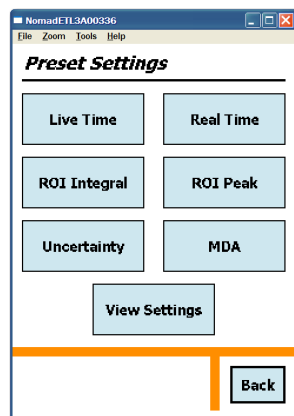 NomadETL3A00336
File Zoom Tools Help
Preset Settings
Live Time Real Time
ROI Integral ROI Peak
Uncertainty MDA
View Settings
Back